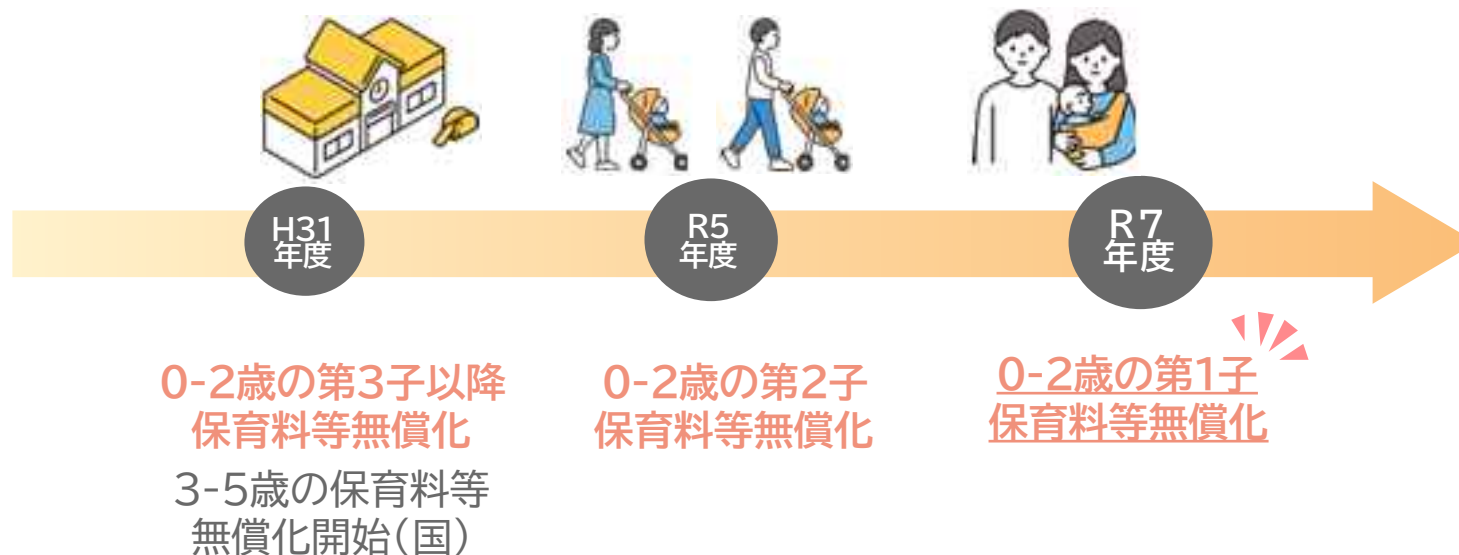 H31
年度
R5
年度
R7
年度
0-2歳の第3子以降
保育料等無償化
3-5歳の保育料等
無償化開始(国)
0-2歳の第2子
保育料等無償化
0-2歳の第1子
保育料等無償化